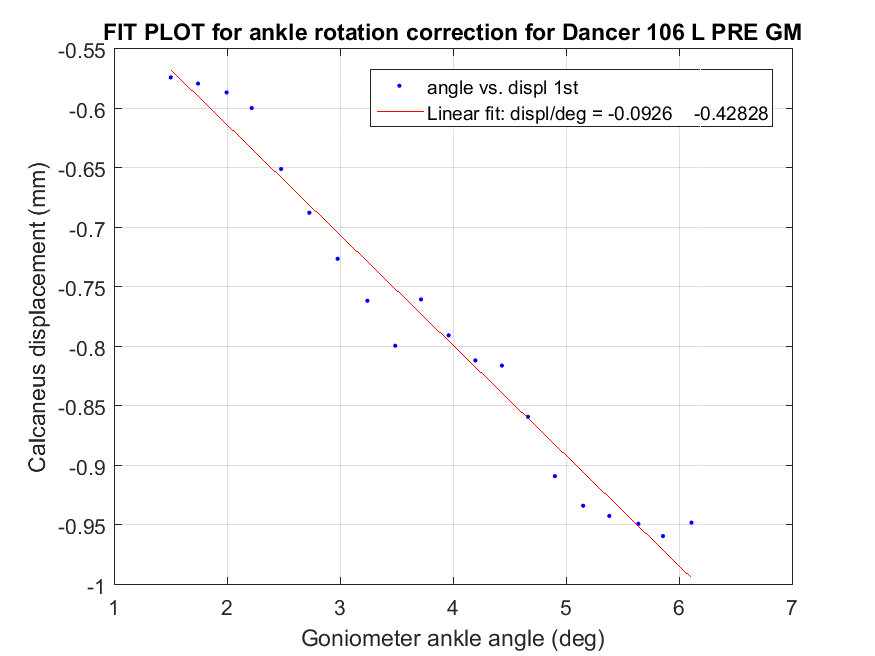 FIT PLOT for ankle rotation correction for Dancer 106 L PRE GM
angle vs. displ 1st
Linear fit: displ/deg = -0.0926 -0.42828
Calcaneus displacement (mm)
-0.55
-0.6
-0.65
-0.7
-0.75
-0.8
-0.85
-0.9
-0.95
-1
1 2 3 4 5 6 7
Goniometer ankle angle (deg)